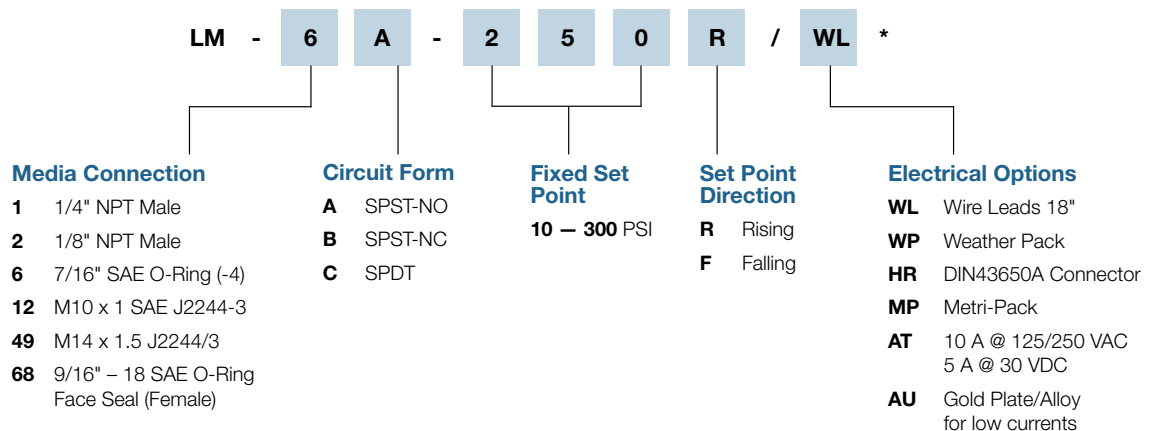 LM - 6 A - 2 5 0 R / WL *
Media Connection
1 1/4" NPT Male
2 1/8" NPT Male
6 7/16" SAE O-Ring (-4)
12 M10 x 1 SAE J2244-3
49 M14 x 1.5 J2244/3
68 9/16" – 18 SAE O-Ring
Face Seal (Female)
Circuit Form
A SPST-NO
B SPST-NC
C SPDT
Fixed Set
Point
10 — 300 PSI
Set Point
Direction
R Rising
F Falling
Electrical Options
WL Wire Leads 18"
WP Weather Pack
HR DIN43650A Connector
MP Metri-Pack
AT 10 A @ 125/250 VAC
5 A @ 30 VDC
AU Gold Plate/Alloy
for low currents